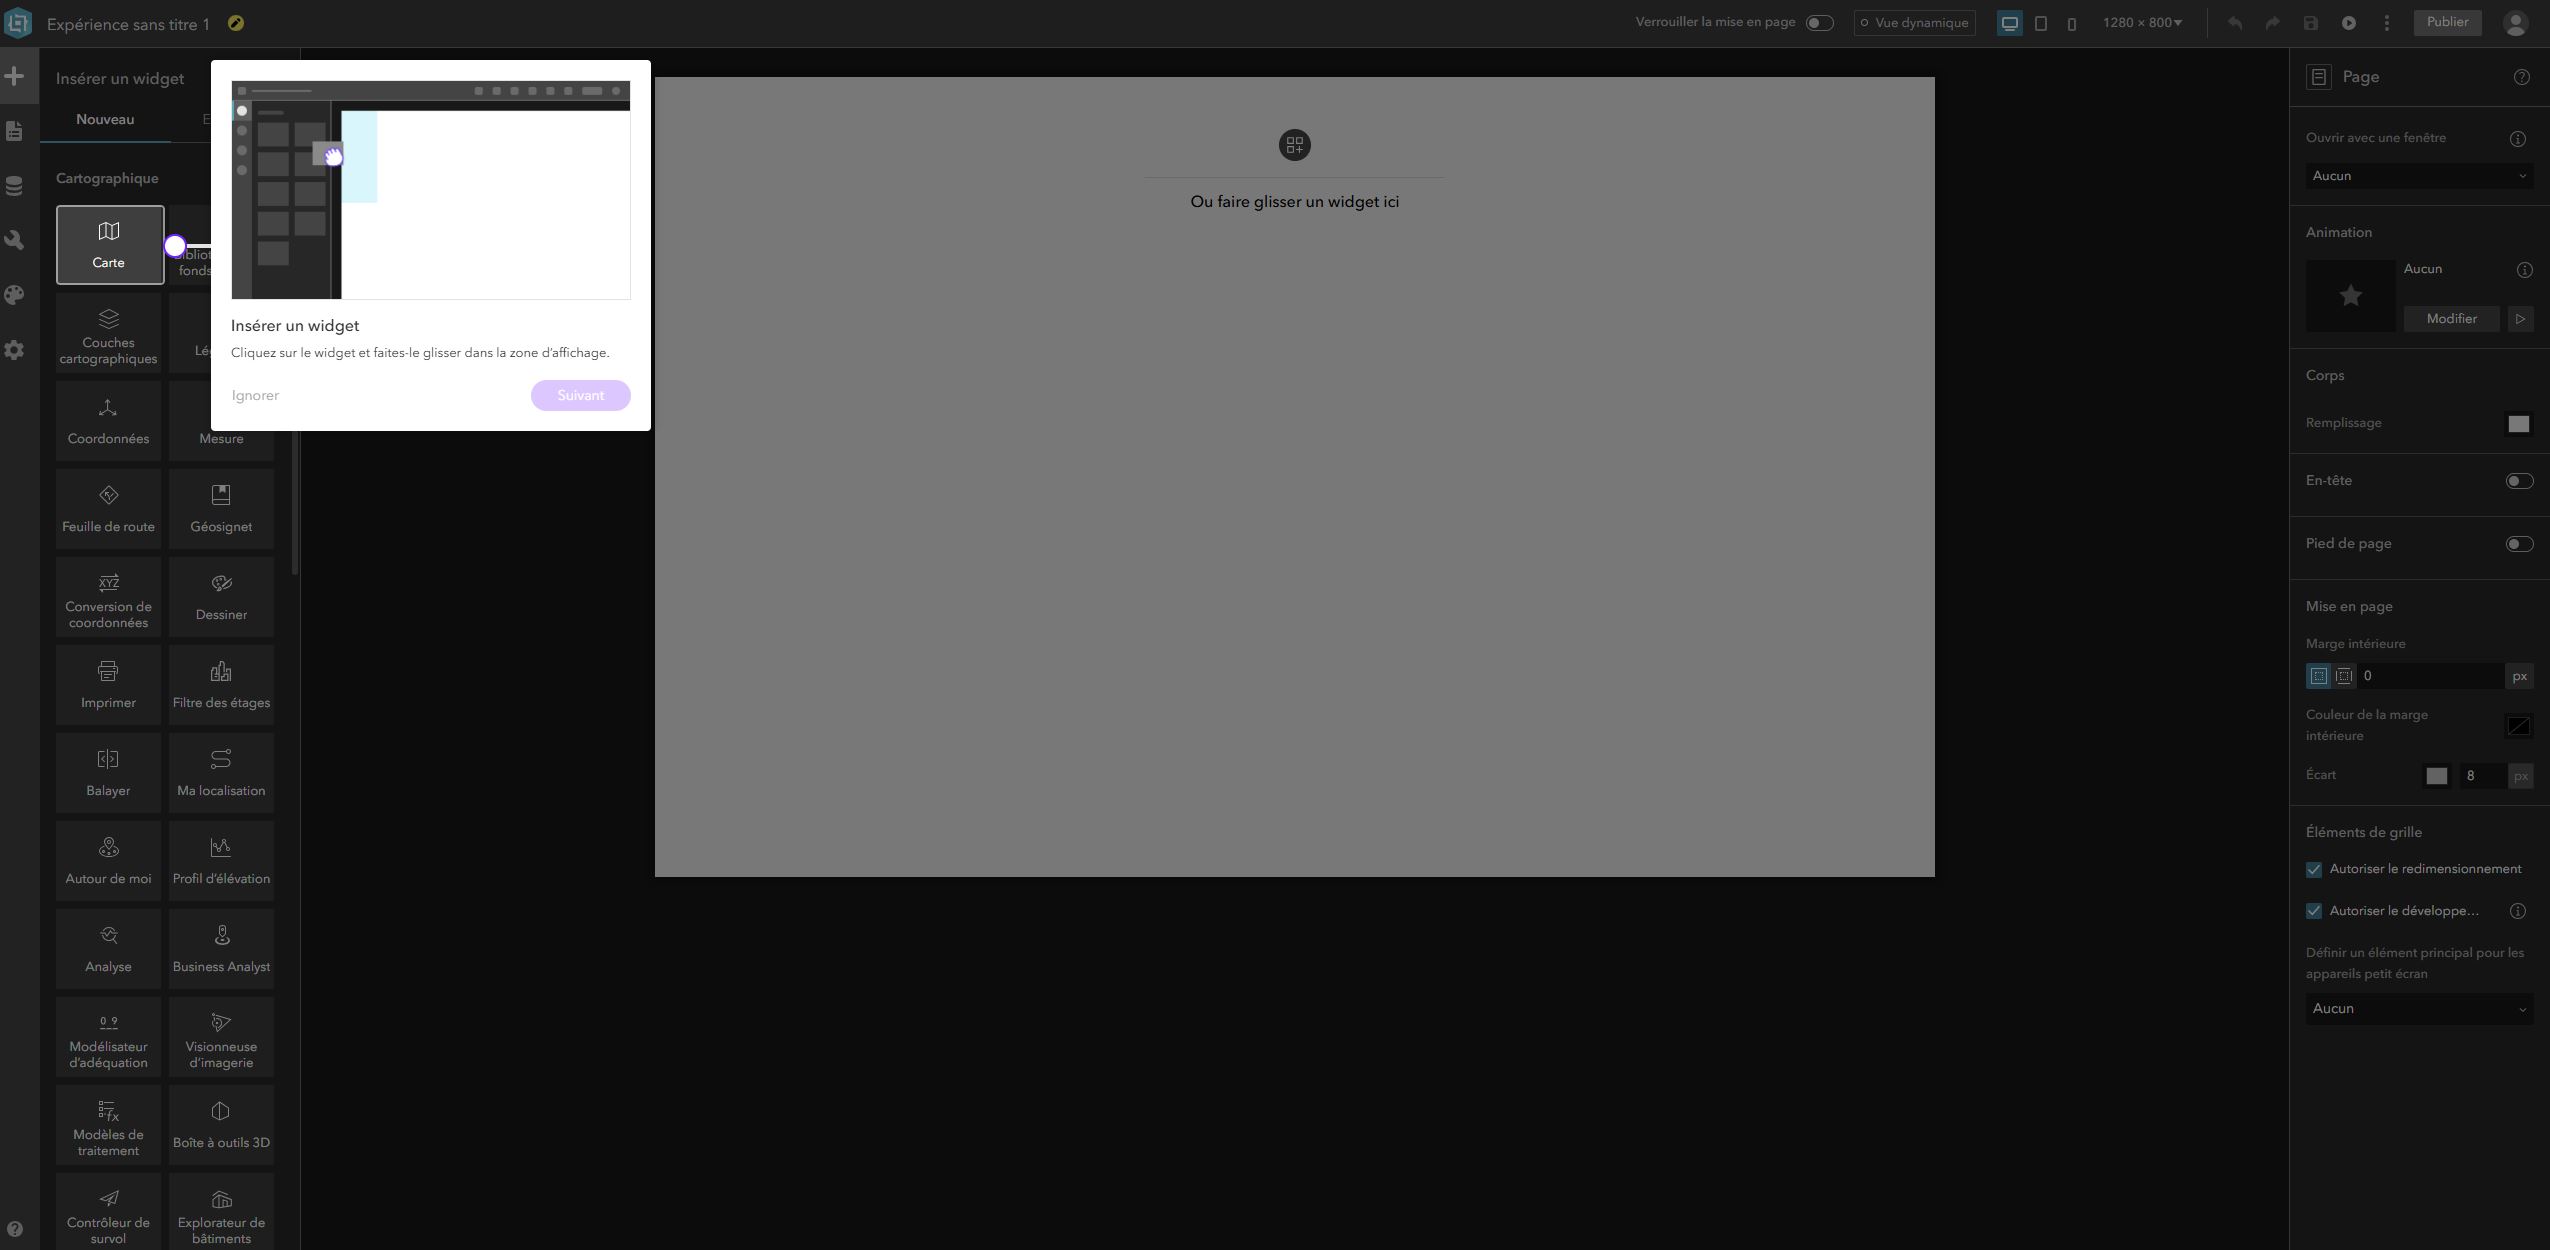 Expérience sans titre 1
Verrouiller la mise en page
Vue dynamique
1280 × 800
Publier
Insérer un widget
Nouveau
Cartographique
Carte
fonds
Couches
cartographiques
Coordonnées
Mesure
Feuille de route
Géosignet
Conversion de
coordonnées
Dessiner
Imprimer
Filtre des étages
Balayer
Ma localisation
Autour de moi
Profil d'élévation
Analyse
Business Analyst
Modélisateur
d'adéquation
Visionneuse
d'imagerie
Modèles de
traitement
Boîte à outils 3D
Contrôleur de
survol
Explorateur de
bâtiments
Insérer un widget
Cliquez sur le widget et faites-le glisser dans la zone d'affichage.
Ignorer
Suivant
Ou faire glisser un widget ici
Page
Ouvrir avec une fenêtre
Aucun
Animation
Aucun
Modifier
Corps
Remplissage
En-tête
Pied de page
Mise en page
Marge intérieure
0
px
Couleur de la marge
intérieure
Écart
8
px
Éléments de grille
Autoriser le redimensionnement
Autoriser le développe...
Définir un élément principal pour les
appareils petit écran
Aucun